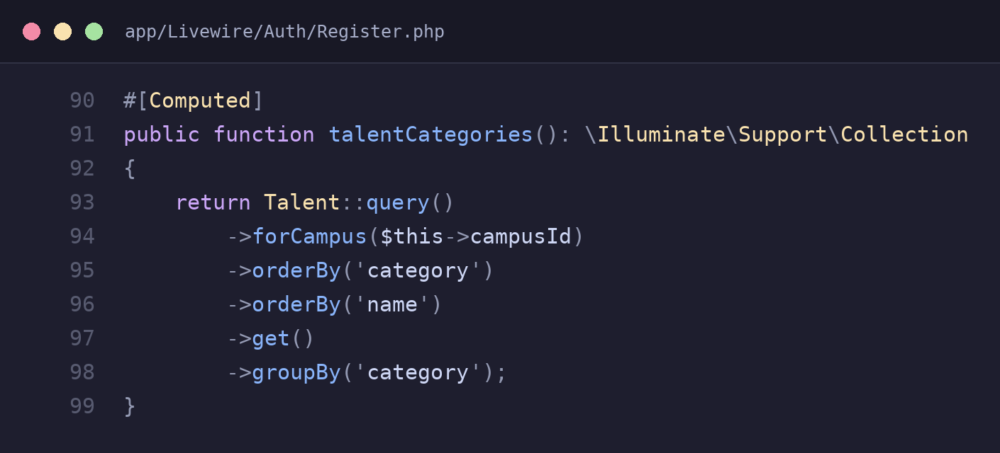 app/Livewire/Auth/Register.php
90 #[Computed]
91 public function talentCategories(): \Illuminate\Support\Collection
92 {
93     return Talent::query()
94         ->forCampus($this->campusId)
95         ->orderBy('category')
96         ->orderBy('name')
97         ->get()
98         ->groupBy('category');
99 }